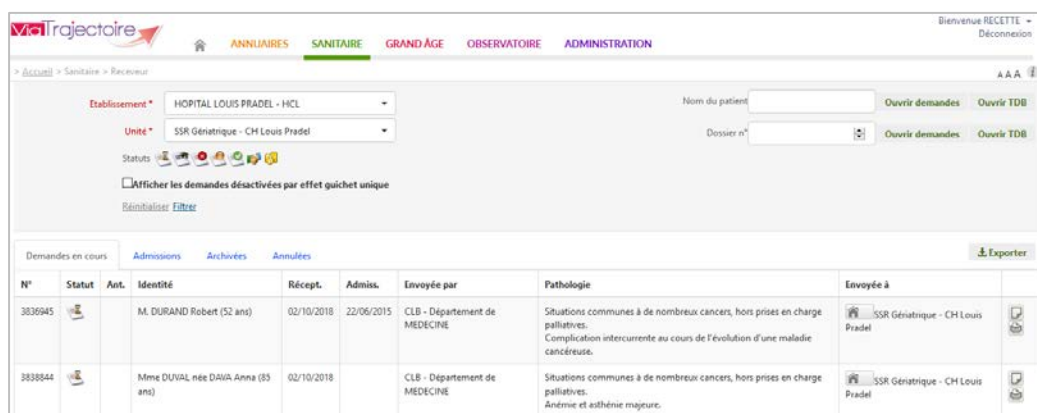 ViaTrajectoire
Bienvenue RECETTE
Déconnexion
ANNUAIRES SANITAIRE GRAND ÂGE OBSERVATOIRE ADMINISTRATION
> Accueil > Sanitaire > Receveur
A A A i
Etablissement * HOPITAL LOUIS PRADEL - HCL
Nom du patient Ouvrir demandes Ouvrir TDB
Unité * SSR Gériatrique - CH Louis Pradel
Dossier n° Ouvrir demandes Ouvrir TDB
Statuts
Afficher les demandes désactivées par effet guichet unique
Réinitialiser Filtrer
Demandes en cours Admissions Archivées Annulées Exporter
N° Statut Ant. Identité Récept. Admiss. Envoyée par Pathologie Envoyée à
3836945 M. DURAND Robert (52 ans) 02/10/2018 22/06/2015 CLB - Département de Situations communes à de nombreux cancers, hors prises en charge SSR Gériatrique - CH Louis
MEDECINE palliatives. Pradel
Complication intercurrente au cours de l'évolution d'une maladie
cancéreuse.
3838844 Mme DUVAL née DAVA Anna (85 02/10/2018 CLB - Département de Situations communes à de nombreux cancers, hors prises en charge SSR Gériatrique - CH Louis
ans) MEDECINE palliatives. Pradel
Anémie et asthénie majeure.